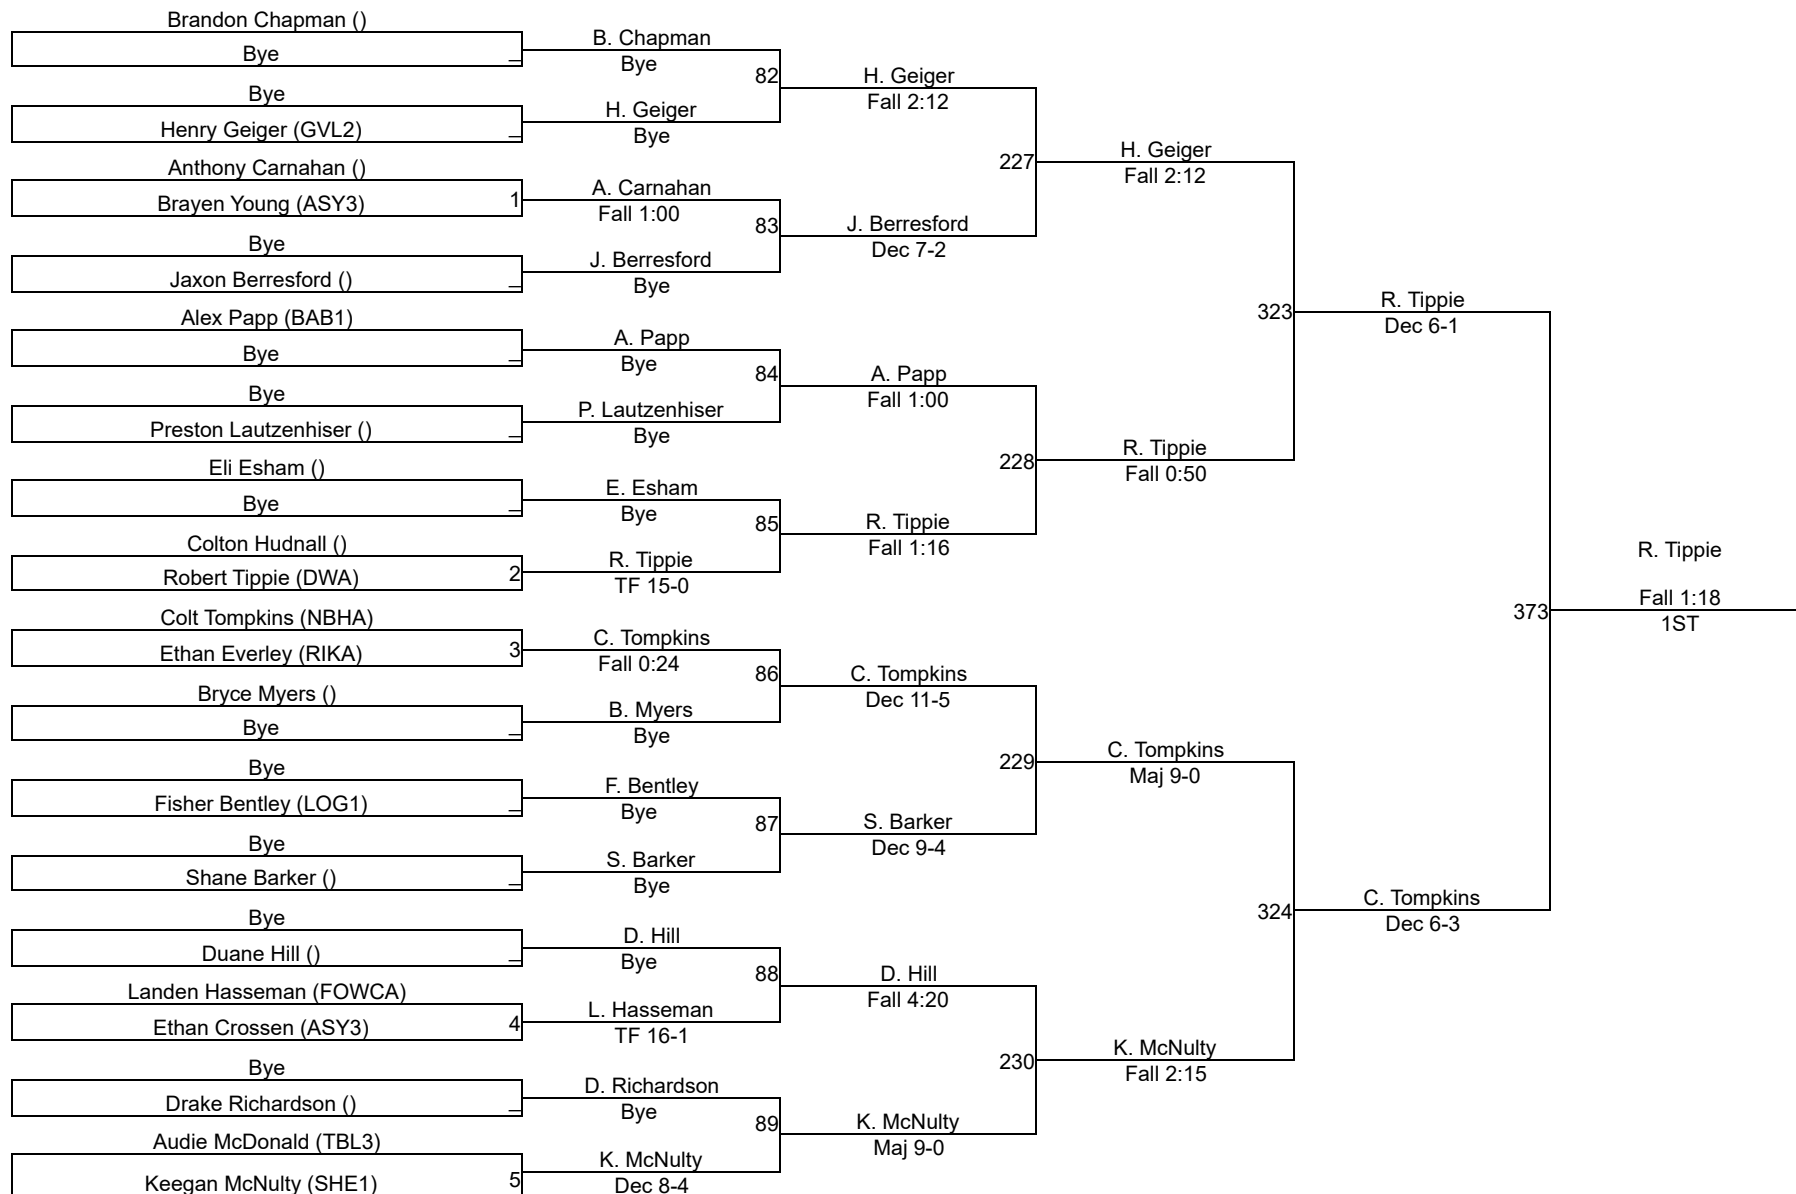 Brandon Chapman ()
Bye
Bye
Henry Geiger (GVL2)
Anthony Carnahan ()
Brayen Young (ASY3) 1
Bye
Jaxon Berresford ()
Alex Papp (BAB1)
Bye
Bye
Preston Lautzenhiser ()
Eli Esham ()
Bye
Colton Hudnall ()
Robert Tippie (DWA) 2
Colt Tompkins (NBHA)
Ethan Everley (RIKA) 3
Bryce Myers ()
Bye
Bye
Fisher Bentley (LOG1)
Bye
Shane Barker ()
Bye
Duane Hill ()
Landen Hasseman (FOWCA)
Ethan Crossen (ASY3) 4
Bye
Drake Richardson ()
Audie McDonald (TBL3)
Keegan McNulty (SHE1) 5
B. Chapman
Bye
82
H. Geiger
Bye
A. Carnahan
Fall 1:00
83
J. Berresford
Bye
A. Papp
Bye
84
P. Lautzenhiser
Bye
E. Esham
Bye
85
R. Tippie
TF 15-0
C. Tompkins
Fall 0:24
86
B. Myers
Bye
F. Bentley
Bye
87
S. Barker
Bye
D. Hill
Bye
88
L. Hasseman
TF 16-1
D. Richardson
Bye
89
K. McNulty
Dec 8-4
H. Geiger
Fall 2:12
227
J. Berresford
Dec 7-2
A. Papp
Fall 1:00
228
R. Tippie
Fall 1:16
C. Tompkins
Dec 11-5
229
S. Barker
Dec 9-4
D. Hill
Fall 4:20
230
K. McNulty
Maj 9-0
H. Geiger
Fall 2:12
323
R. Tippie
Fall 0:50
C. Tompkins
Maj 9-0
324
K. McNulty
Fall 2:15
R. Tippie
Dec 6-1
373
C. Tompkins
Dec 6-3
R. Tippie
Fall 1:18
1ST